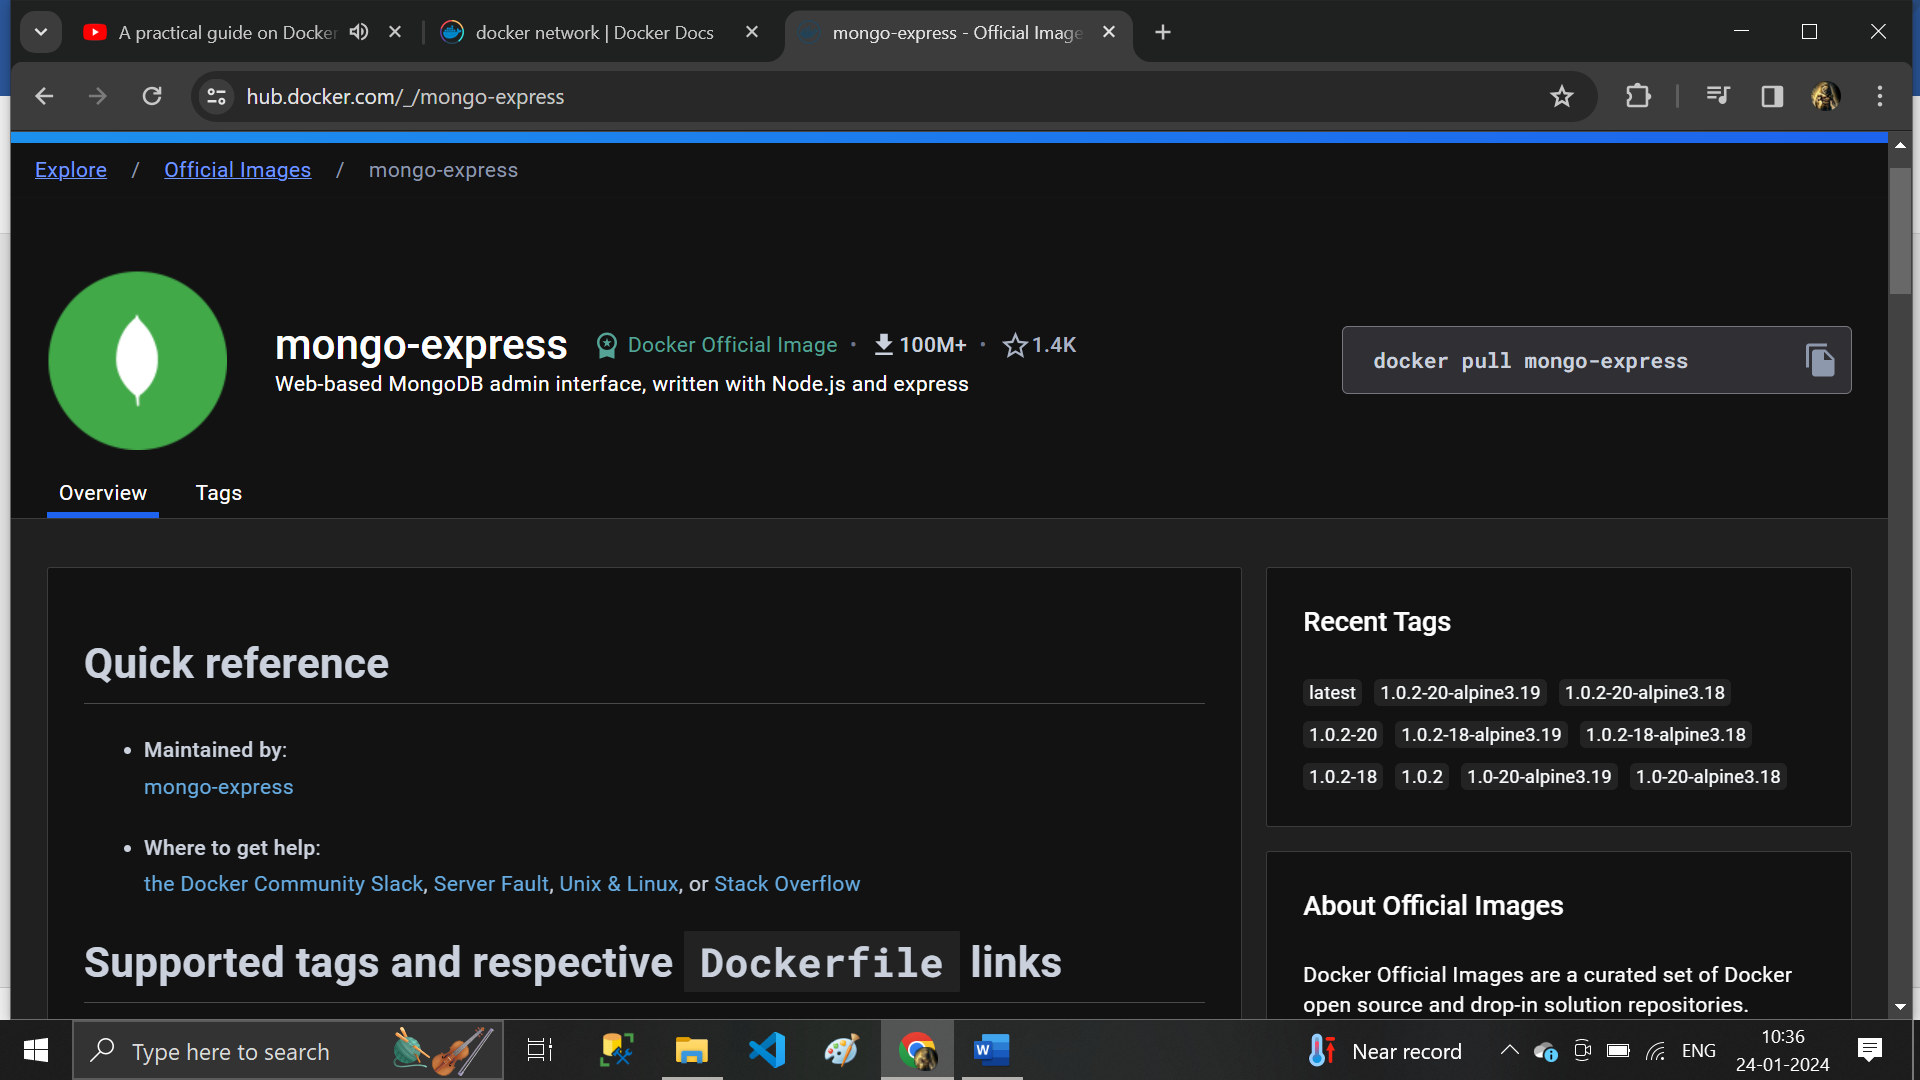 A practical guide on Docker
docker network | Docker Docs
mongo-express - Official Image
hub.docker.com/_/mongo-express
Explore / Official Images / mongo-express
mongo-express Docker Official Image • 100M+ • 1.4K
Web-based MongoDB admin interface, written with Node.js and express
docker pull mongo-express
Overview Tags
Quick reference
• Maintained by:
mongo-express
• Where to get help:
the Docker Community Slack, Server Fault, Unix & Linux, or Stack Overflow
Supported tags and respective Dockerfile links
Recent Tags
latest 1.0.2-20-alpine3.19 1.0.2-20-alpine3.18
1.0.2-20 1.0.2-18-alpine3.19 1.0.2-18-alpine3.18
1.0.2-18 1.0.2 1.0-20-alpine3.19 1.0-20-alpine3.18
About Official Images
Docker Official Images are a curated set of Docker
open source and drop-in solution repositories.
Type here to search
W
Near record
ENG
10:36
24-01-2024